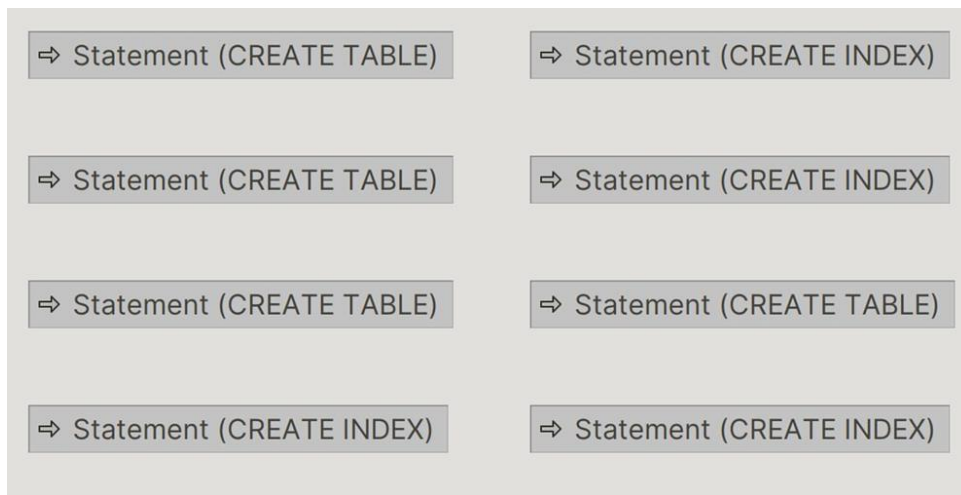 ⇨ Statement (CREATE TABLE)
⇨ Statement (CREATE INDEX)
⇨ Statement (CREATE TABLE)
⇨ Statement (CREATE INDEX)
⇨ Statement (CREATE TABLE)
⇨ Statement (CREATE TABLE)
⇨ Statement (CREATE INDEX)
⇨ Statement (CREATE INDEX)